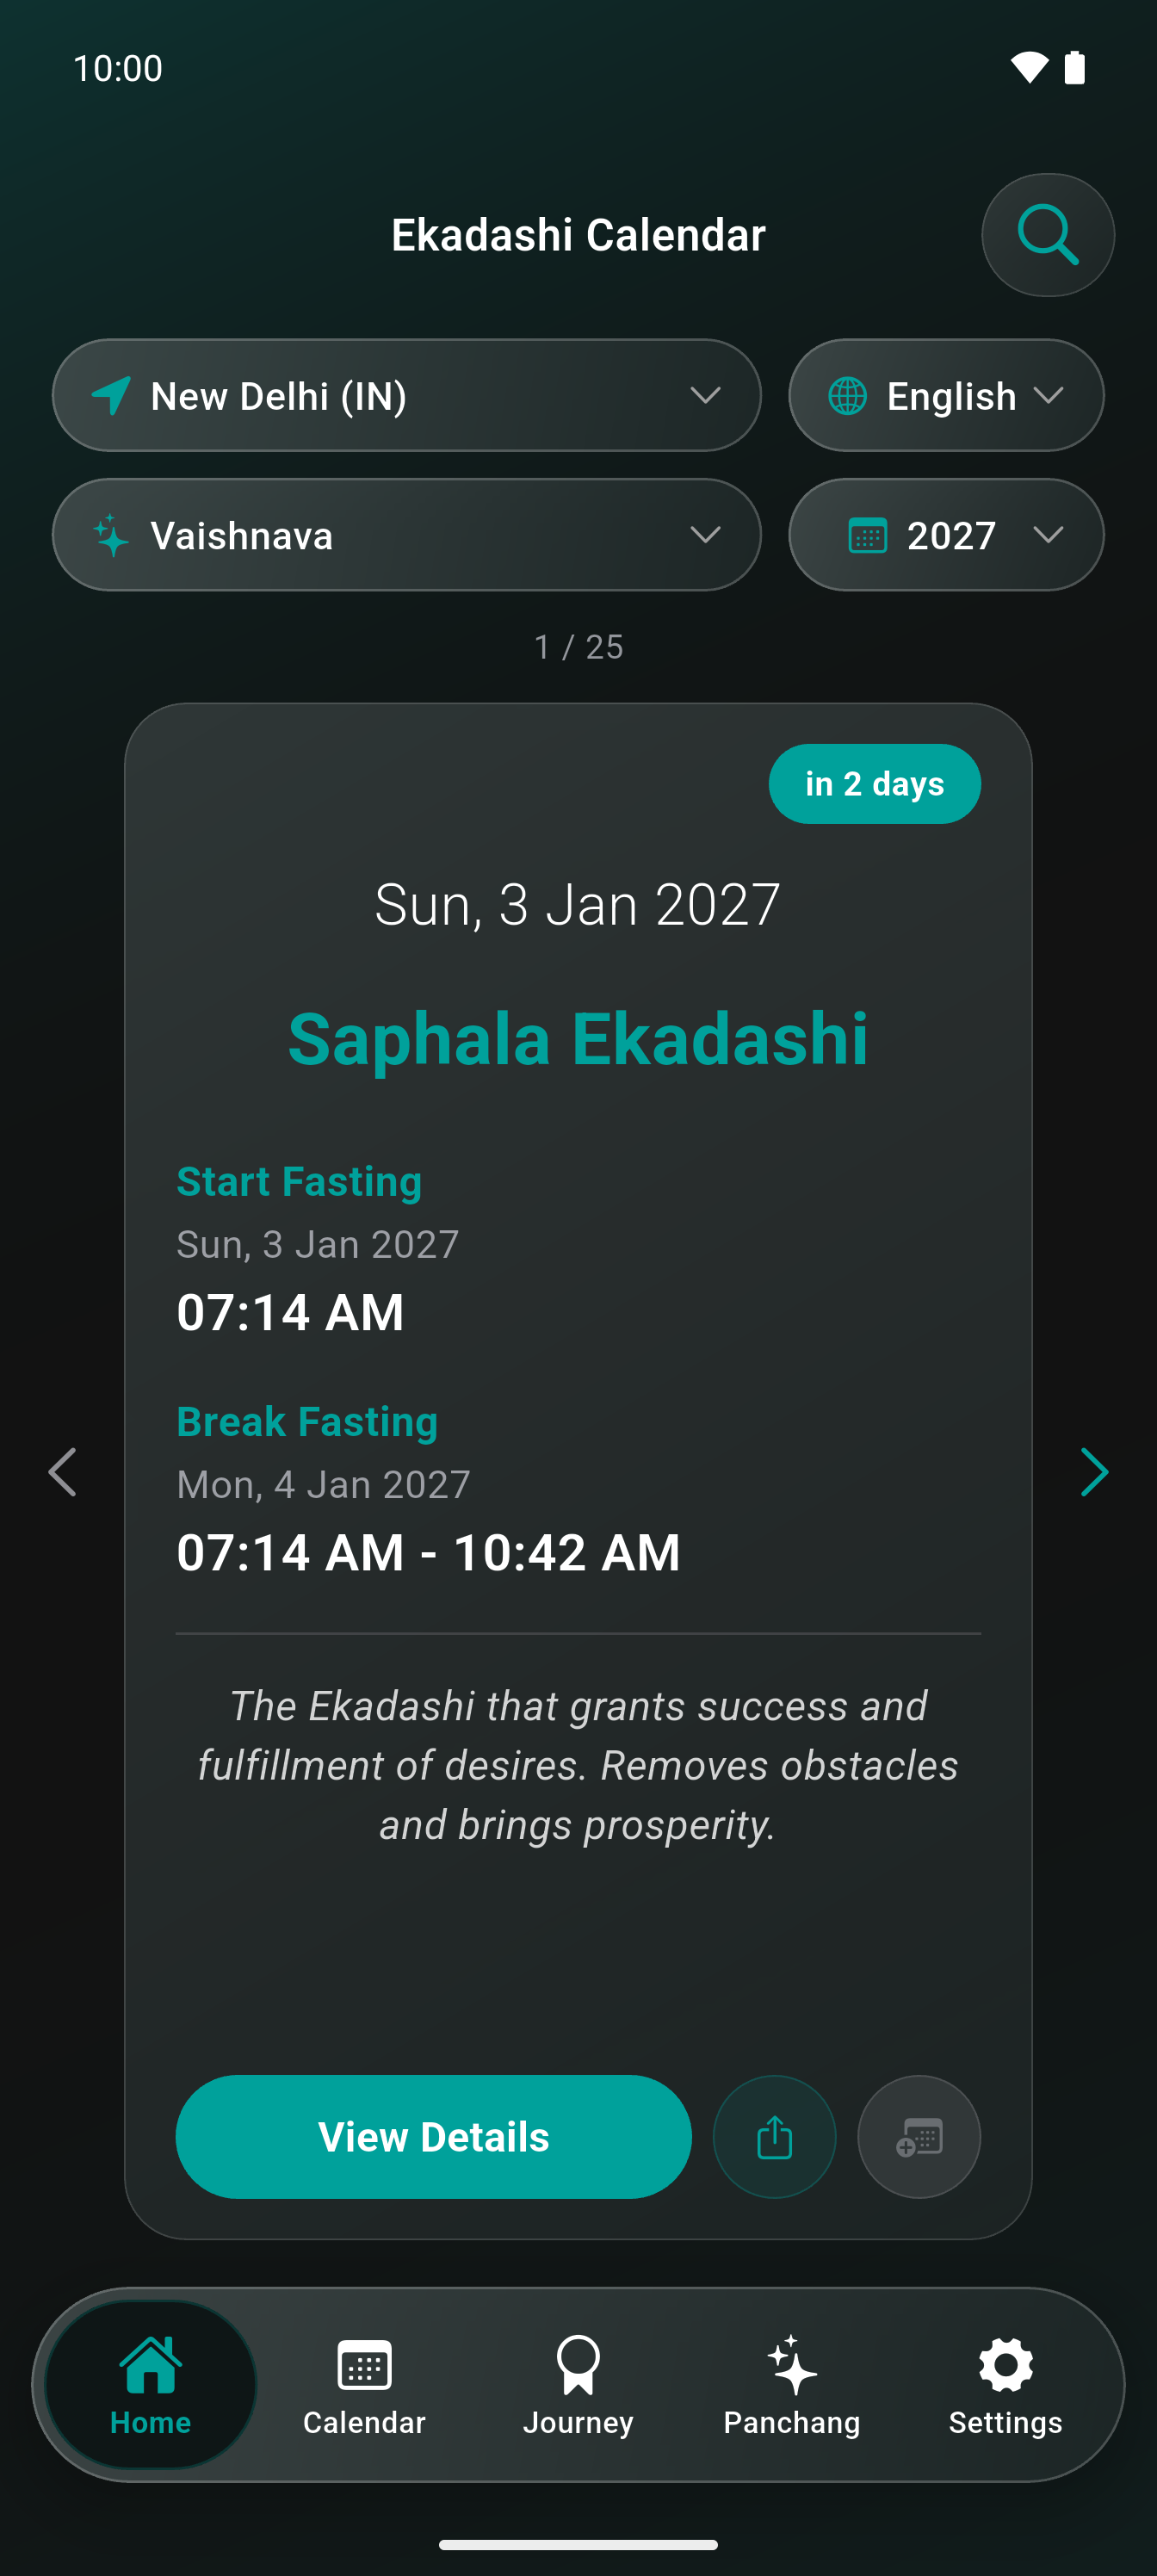 10:00
Ekadashi Calendar
New Delhi (IN)
English
Vaishnava
2027
1 / 25
in 2 days
Sun, 3 Jan 2027
Saphala Ekadashi
Start Fasting
Sun, 3 Jan 2027
07:14 AM
Break Fasting
Mon, 4 Jan 2027
07:14 AM - 10:42 AM
The Ekadashi that grants success and
fulfillment of desires. Removes obstacles
and brings prosperity.
View Details
Home
Calendar
Journey
Panchang
Settings